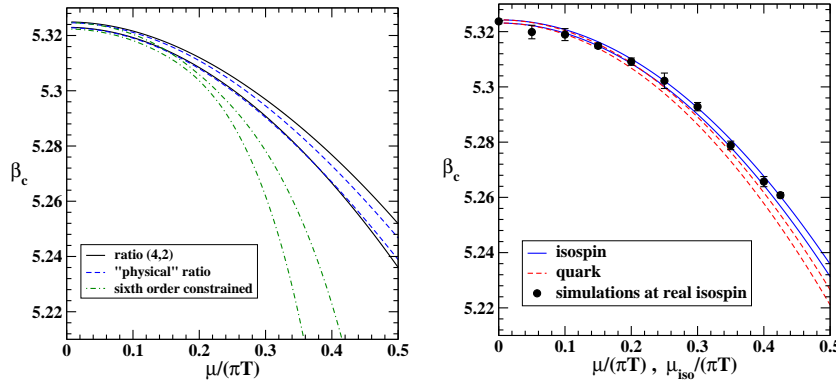 5.32
5.3
5.28
β_c
5.26
5.24
5.22
ratio (4,2)
"physical" ratio
sixth order constrained
0 0.1 0.2 0.3 0.4 0.5
μ/(πT)
5.32
5.3
5.28
β_c
5.26
5.24
5.22
isospin
quark
simulations at real isospin
0 0.1 0.2 0.3 0.4 0.5
μ/(πT) , μ_iso/(πT)